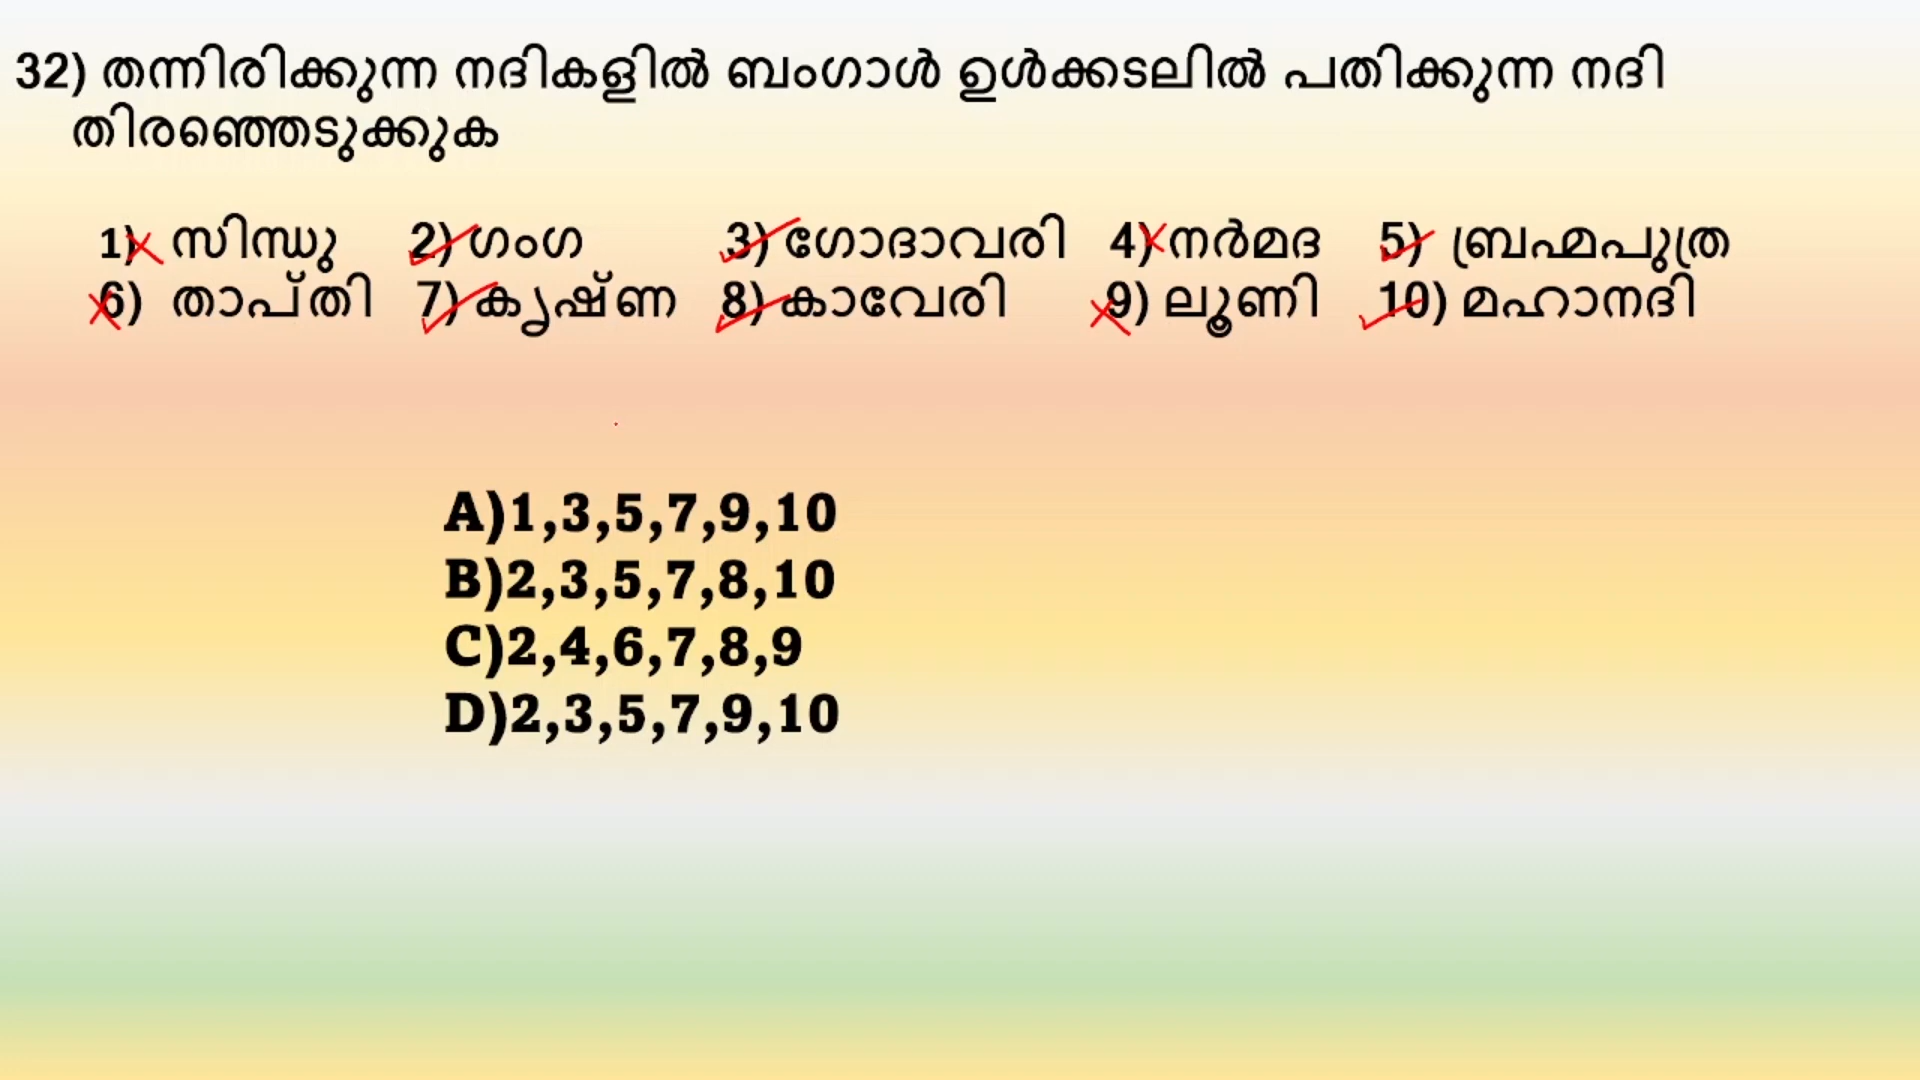 32) തന്നിരിക്കുന്ന നദികളിൽ ബംഗാൾ ഉൾക്കടലിൽ പതിക്കുന്ന നദി
തിരഞ്ഞെടുക്കുക
1) സിന്ധു 2) ഗംഗ 3) ഗോദാവരി 4) നർമദ 5) ബ്രഹ്മപുത്ര
6) താപ്തി 7) കൃഷ്ണ 8) കാവേരി 9) ലൂണി 10) മഹാനദി
A)1,3,5,7,9,10
B)2,3,5,7,8,10
C)2,4,6,7,8,9
D)2,3,5,7,9,10